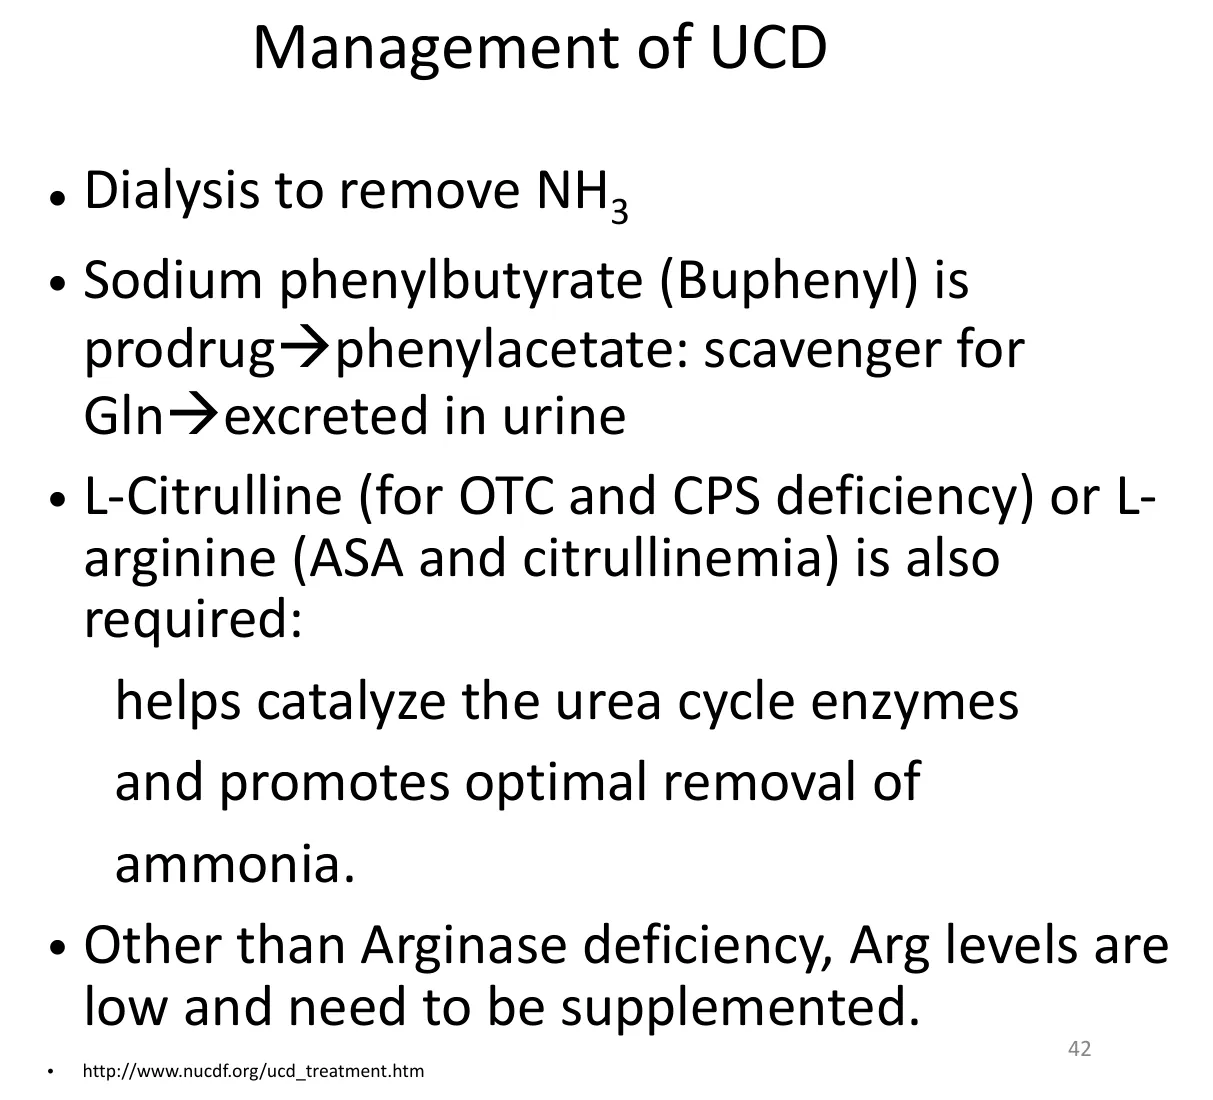 Management of UCD
• Dialysis to remove NH₃
• Sodium phenylbutyrate (Buphenyl) is
prodrug→phenylacetate: scavenger for
Gln→excreted in urine
• L-Citrulline (for OTC and CPS deficiency) or L-
arginine (ASA and citrullinemia) is also
required:
helps catalyze the urea cycle enzymes
and promotes optimal removal of
ammonia.
• Other than Arginase deficiency, Arg levels are
low and need to be supplemented.
42
• http://www.nucdf.org/ucd_treatment.htm